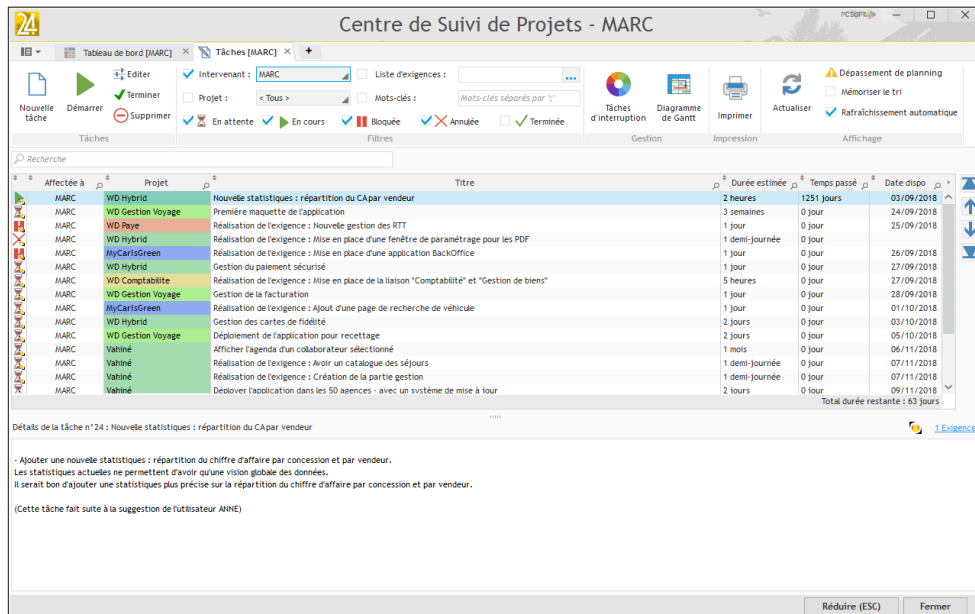 24
Centre de Suivi de Projets - MARC
PC SOFT
Tableau de bord [MARC]
Tâches [MARC]
+
Nouvelle tâche
Démarrer
Editer
Terminer
Supprimer
Tâches
Intervenant : MARC
Liste d'exigences : ...
Projet : < Tous >
Mots-clés : Mots-clés séparés par ';'
En attente En cours Bloquée Annulée Terminée
Filtres
Tâches d'interruption
Diagramme de Gantt
Gestion
Imprimer
Impression
Actualiser
Dépassement de planning
Mémoriser le tri
Rafraîchissement automatique
Affichage
Recherche
Affectée à Projet Titre Durée estimée Temps passé Date dispo
MARC WD Hybrid Nouvelle statistiques : répartition du CApar vendeur 2 heures 1251 jours 03/09/2018
MARC WD Gestion Voyage Première maquette de l'application 3 semaines 0 jour 24/09/2018
MARC WD Paye Réalisation de l'exigence : Nouvelle gestion des RTT 1 jour 0 jour 25/09/2018
MARC WD Hybrid Réalisation de l'exigence : Mise en place d'une fenêtre de paramétrage pour les PDF 1 demi-journée 0 jour
MARC MyCarIsGreen Réalisation de l'exigence : Mise en place d'une application BackOffice 1 jour 0 jour 26/09/2018
MARC WD Hybrid Gestion du paiement sécurisé 1 jour 0 jour 27/09/2018
MARC WD Comptabilite Réalisation de l'exigence : Mise en place de la liaison "Comptabilité" et "Gestion de biens" 5 heures 0 jour 27/09/2018
MARC WD Gestion Voyage Gestion de la facturation 1 jour 0 jour 28/09/2018
MARC MyCarIsGreen Réalisation de l'exigence : Ajout d'une page de recherche de véhicule 1 jour 0 jour 01/10/2018
MARC WD Hybrid Gestion des cartes de fidélité 2 jours 0 jour 03/10/2018
MARC WD Gestion Voyage Déploiement de l'application pour recettage 2 jours 0 jour 05/10/2018
MARC Vahiné Afficher l'agenda d'un collaborateur sélectionné 1 mois 0 jour 06/11/2018
MARC Vahiné Réalisation de l'exigence : Avoir un catalogue des séjours 1 demi-journée 0 jour 07/11/2018
MARC Vahiné Réalisation de l'exigence : Création de la partie gestion 1 demi-journée 0 jour 07/11/2018
MARC Vahiné Déployer l'application dans les 50 agences - avec un système de mise à jour 2 jours 0 jour 09/11/2018
Total durée restante : 63 jours
Détails de la tâche n°24 : Nouvelle statistiques : répartition du CApar vendeur
1 Exigence
- Ajouter une nouvelle statistiques : répartition du chiffre d'affaire par concession et par vendeur.
Les statistiques actuelles ne permettent d'avoir qu'une vision globale des données.
Il serait bon d'ajouter une statistiques plus précise sur la répartition du chiffre d'affaire par concession et par vendeur.
(Cette tâche fait suite à la suggestion de l'utilisateur ANNE)
Réduire (ESC)
Fermer